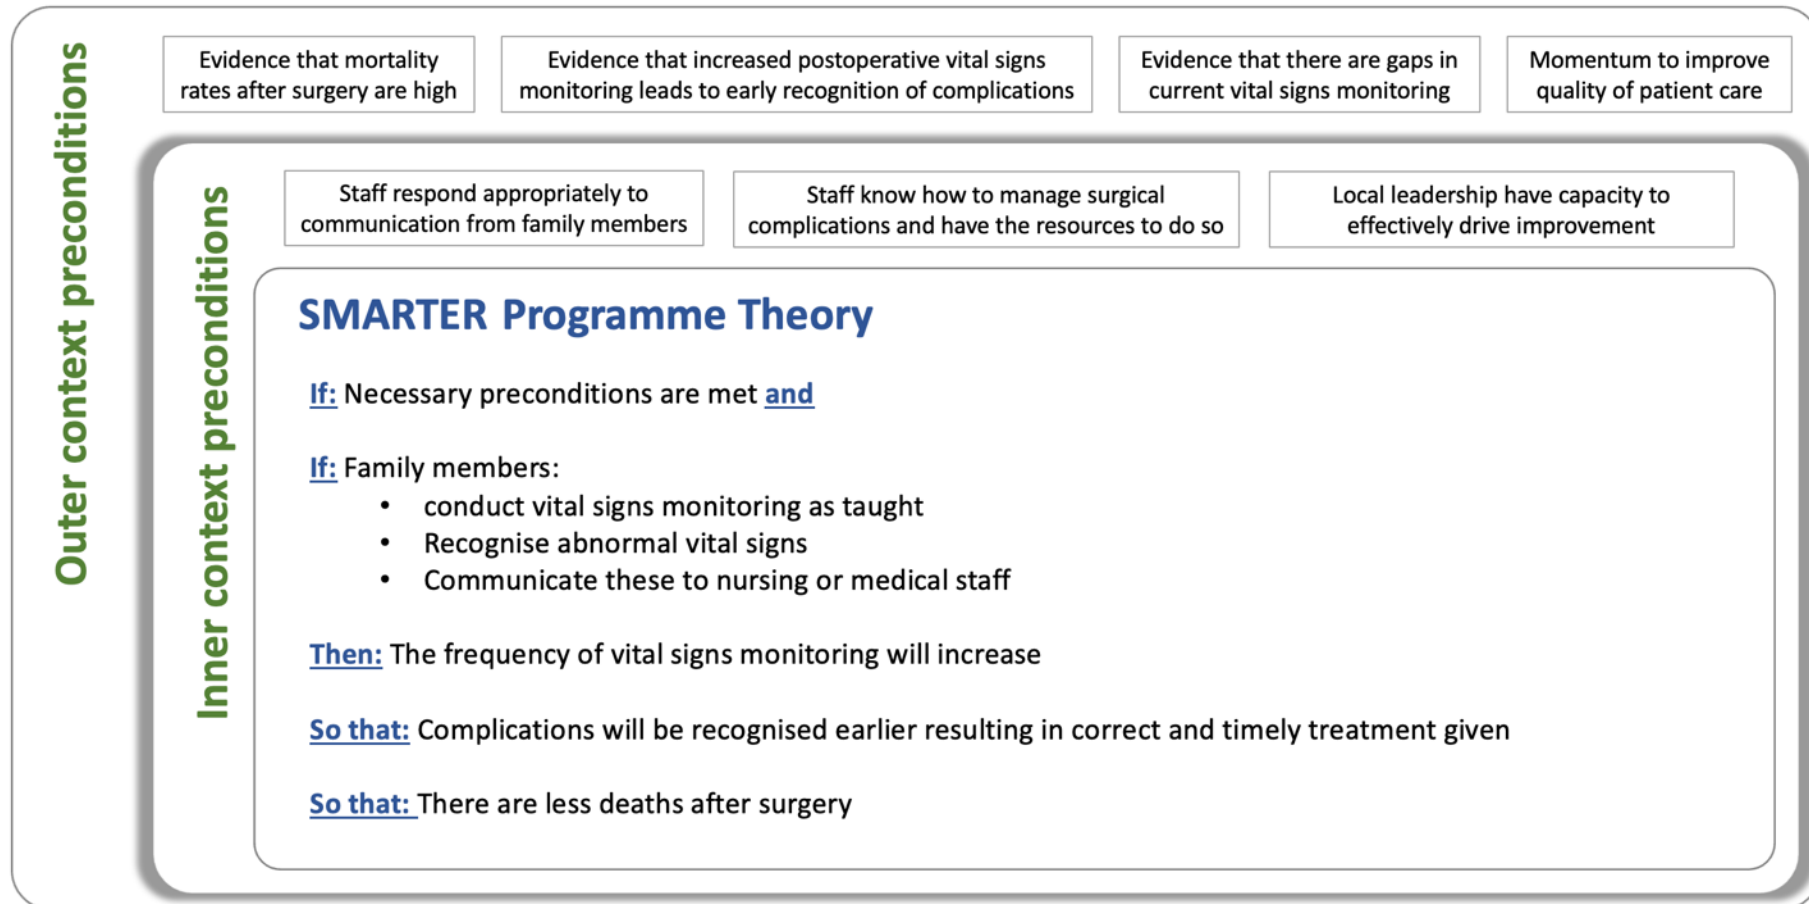 Outer context preconditions
Evidence that mortality
rates after surgery are high
Evidence that increased postoperative vital signs
monitoring leads to early recognition of complications
Evidence that there are gaps in
current vital signs monitoring
Momentum to improve
quality of patient care
Inner context preconditions
Staff respond appropriately to
communication from family members
Staff know how to manage surgical
complications and have the resources to do so
Local leadership have capacity to
effectively drive improvement
SMARTER Programme Theory
If: Necessary preconditions are met and
If: Family members:
• conduct vital signs monitoring as taught
• Recognise abnormal vital signs
• Communicate these to nursing or medical staff
Then: The frequency of vital signs monitoring will increase
So that: Complications will be recognised earlier resulting in correct and timely treatment given
So that: There are less deaths after surgery